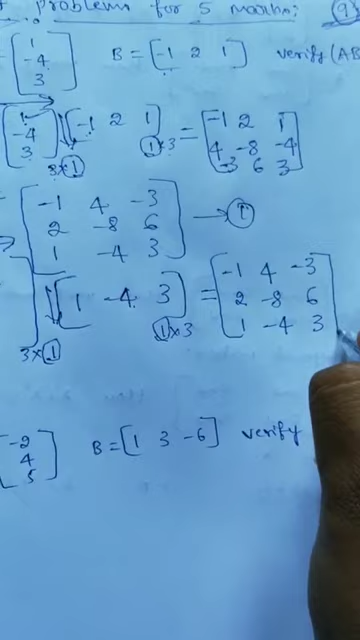 problems for 5 marks:
[1 -4 3] B = [-1 2 1] verify (AB
[1 -4 3] 3×1 [-1 2 1] 1×3 = [-1 2 1
4 -8 -4
-3 6 3]
[-1 4 -3
2 -8 6
1 -4 3] → 1
3×1 [1 -4 3] 1×3 = [-1 4 -3
2 -8 6
1 -4 3]
[-2 4 5] B = [1 3 -6] verify